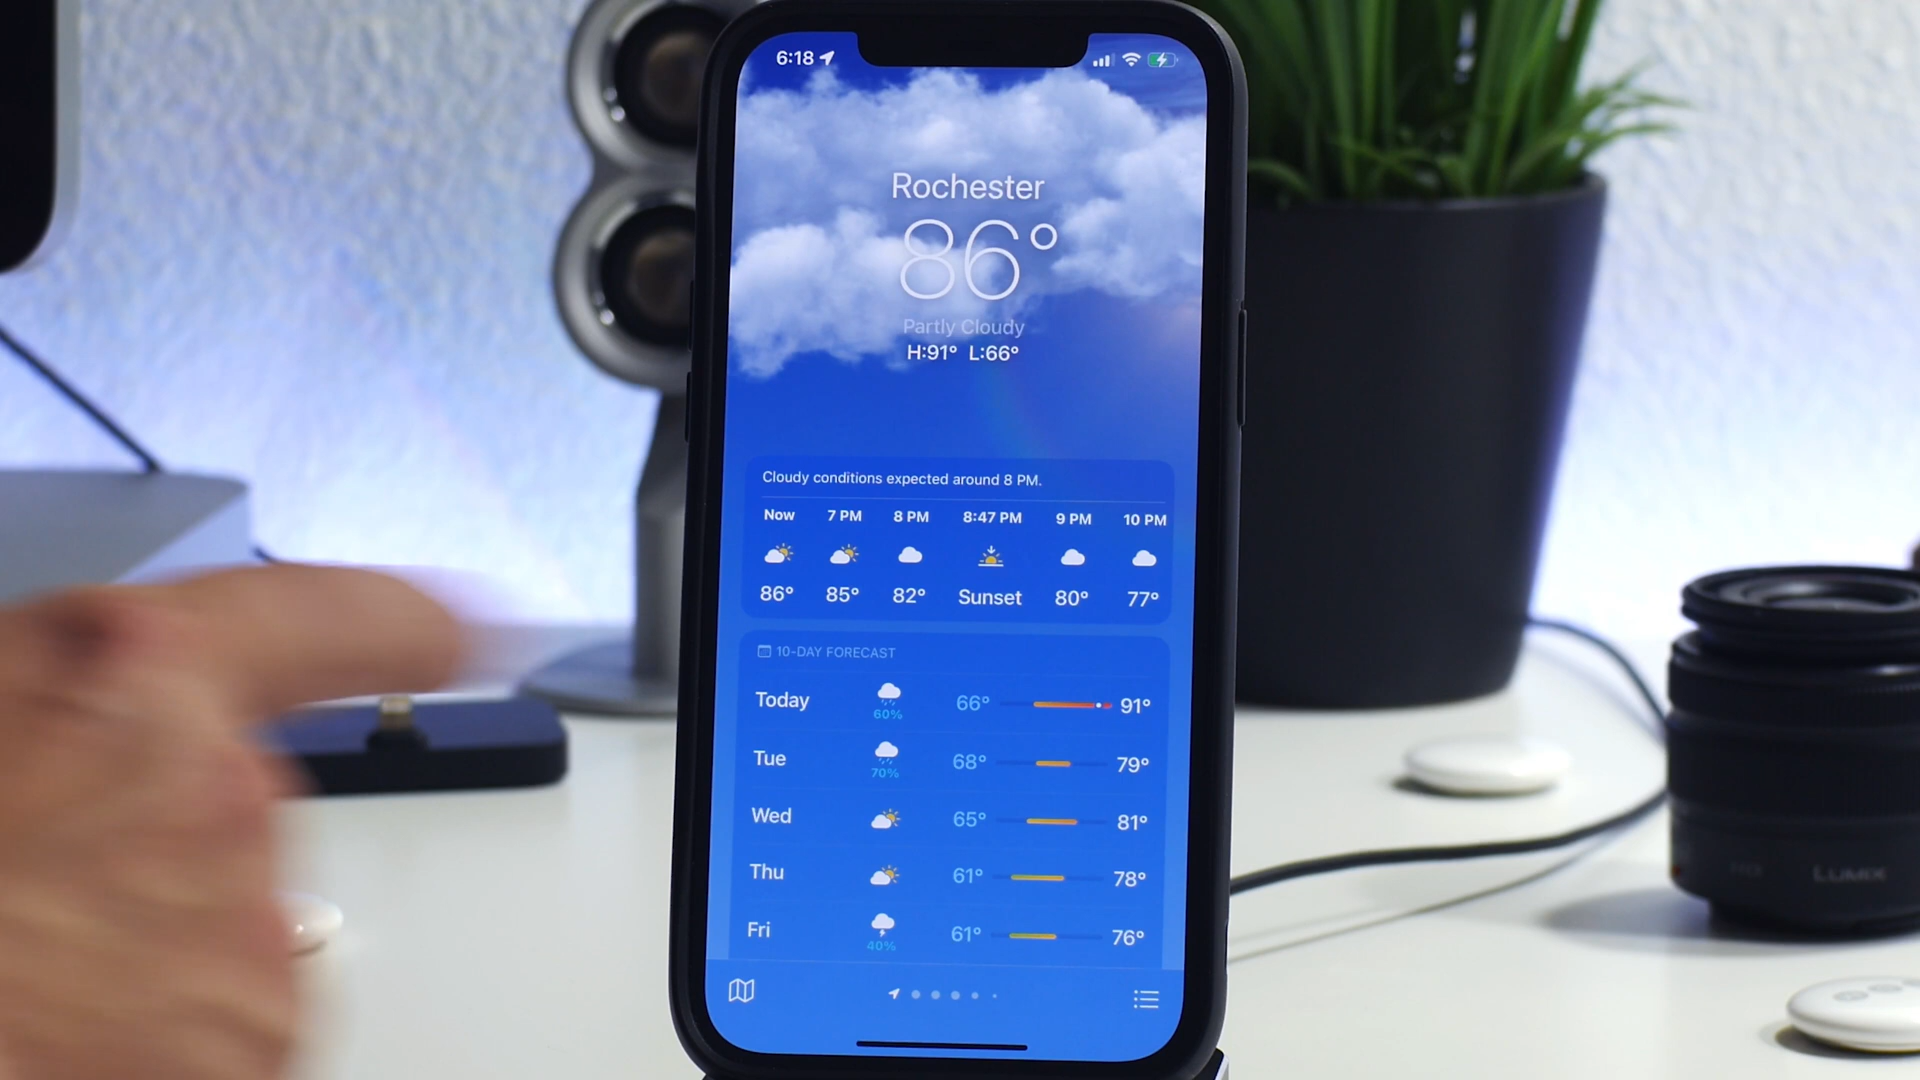 6:18
Rochester
86°
Partly Cloudy
H:91° L:66°
Cloudy conditions expected around 8 PM.
Now 7 PM 8 PM 8:47 PM 9 PM 10 PM
86° 85° 82° Sunset 80° 77°
10-DAY FORECAST
Today 60% 66° 91°
Tue 70% 68° 79°
Wed 65° 81°
Thu 61° 78°
Fri 40% 61° 76°
LUMIX